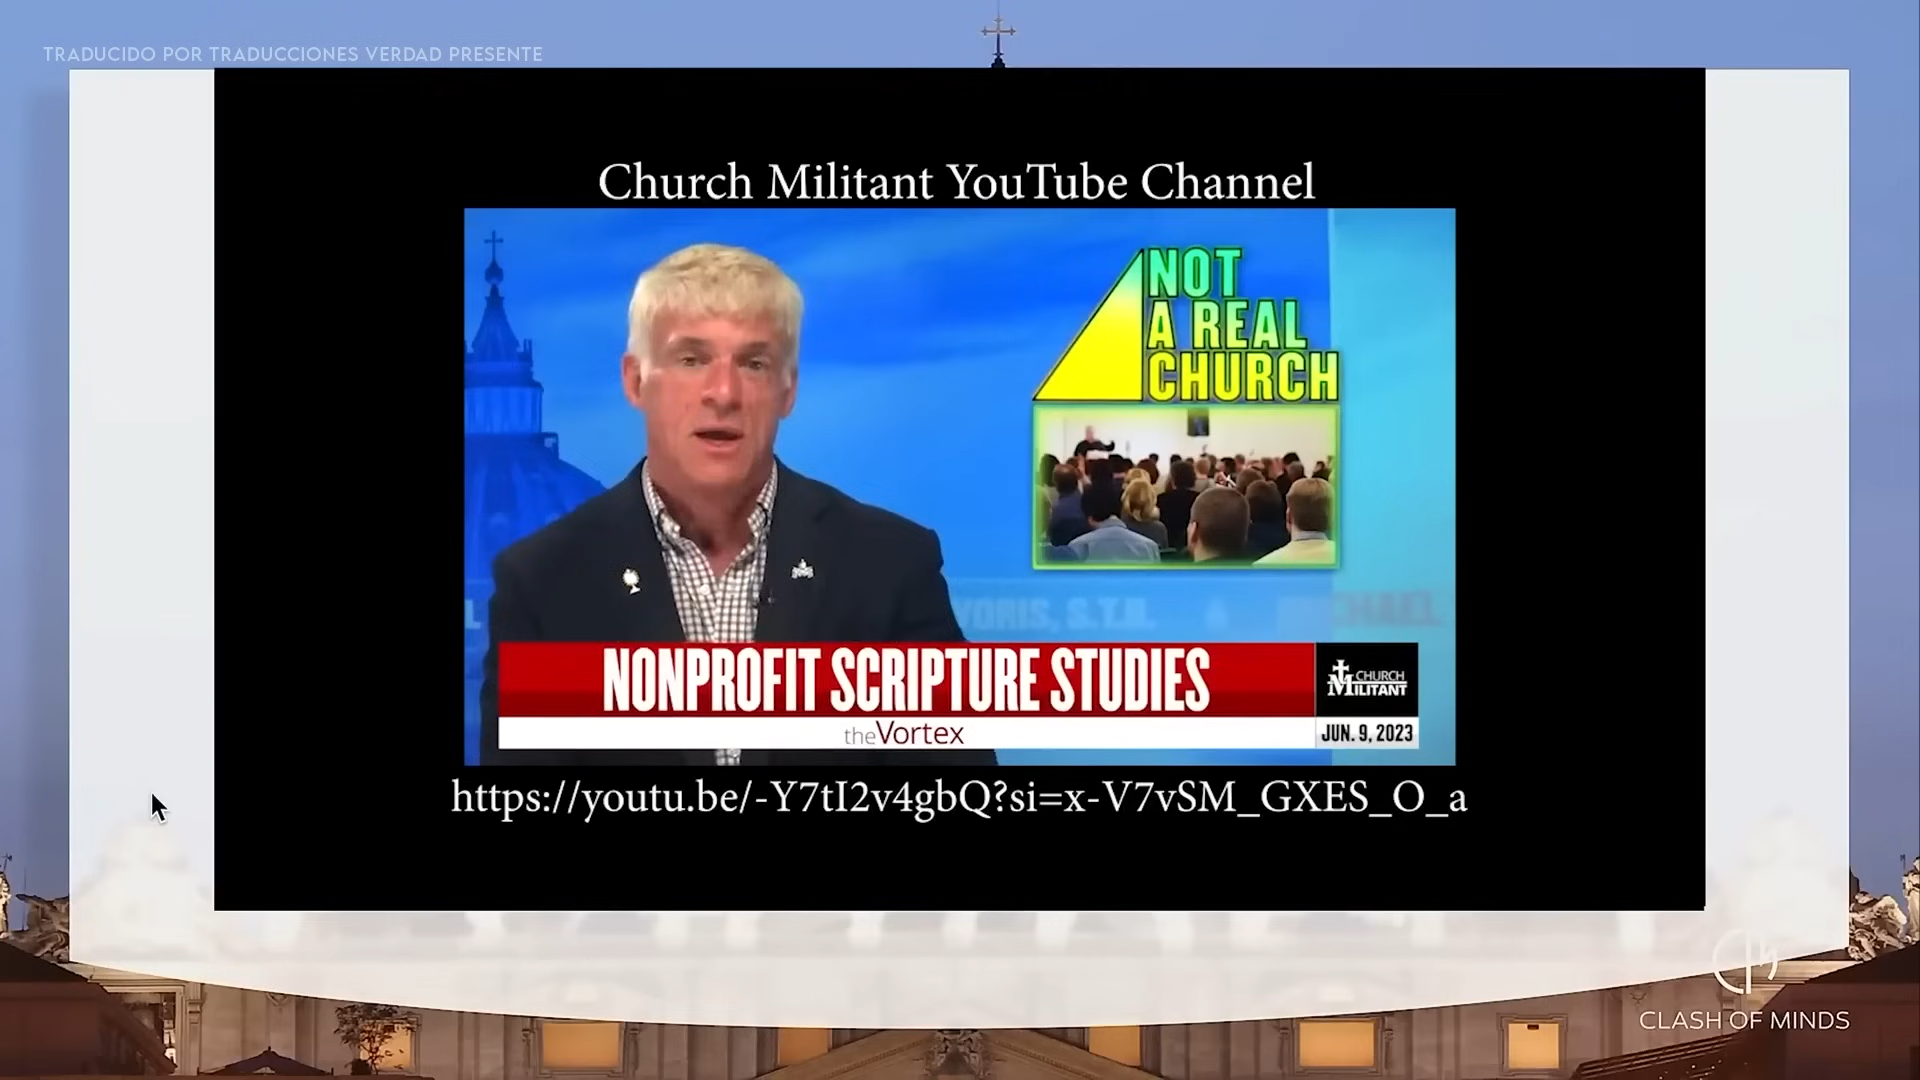 TRADUCIDO POR TRADUCCIONES VERDAD PRESENTE
Church Militant YouTube Channel
NOT
A REAL
CHURCH
VORIS, S.T.B.
NONPROFIT SCRIPTURE STUDIES
CHURCH
MILITANT
theVortex
JUN. 9, 2023
https://youtu.be/-Y7tI2v4gbQ?si=x-V7vSM_GXES_O_a
CLASH OF MINDS